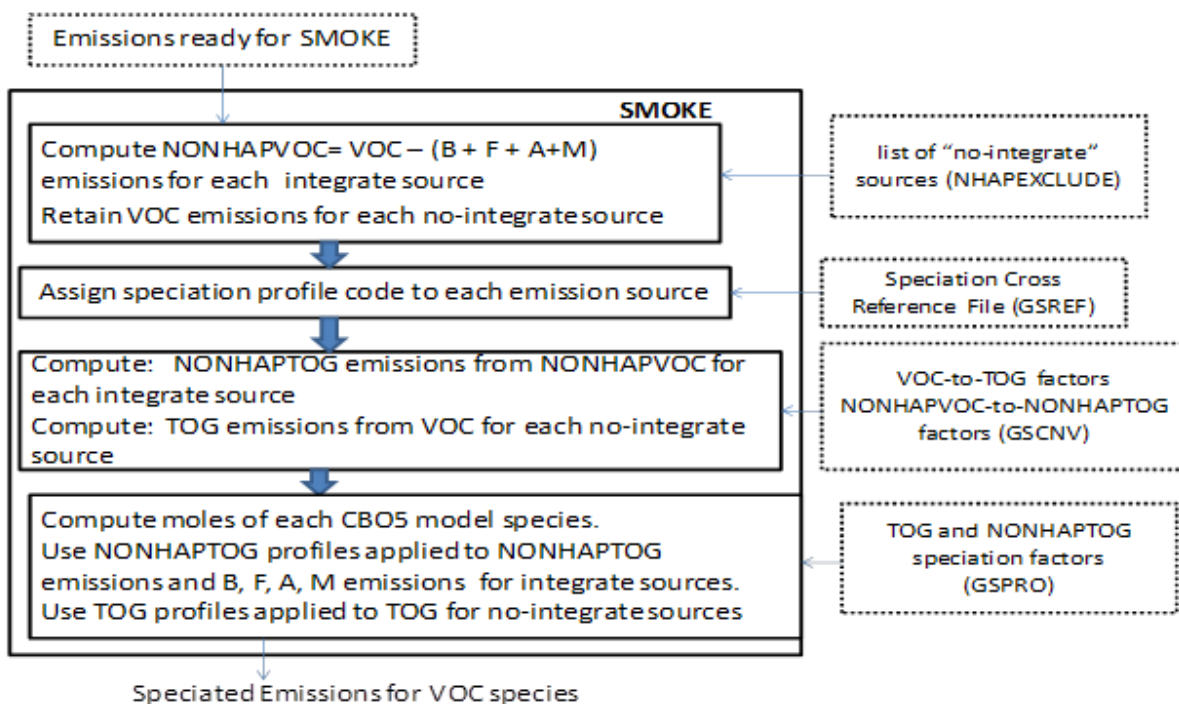 Emissions ready for SMOKE
SMOKE
Compute NONHAPVOC= VOC – (B + F + A+M)
emissions for each integrate source
Retain VOC emissions for each no-integrate source
list of “no-integrate”
sources (NHAPEXCLUDE)
Assign speciation profile code to each emission source
Speciation Cross
Reference File (GSREF)
Compute: NONHAPTOG emissions from NONHAPVOC for
each integrate source
Compute: TOG emissions from VOC for each no-integrate
source
VOC-to-TOG factors
NONHAPVOC-to-NONHAPTOG
factors (GSCNV)
Compute moles of each CB05 model species.
Use NONHAPTOG profiles applied to NONHAPTOG
emissions and B, F, A, M emissions for integrate sources.
Use TOG profiles applied to TOG for no-integrate sources
TOG and NONHAPTOG
speciation factors
(GSPRO)
Speciated Emissions for VOC species